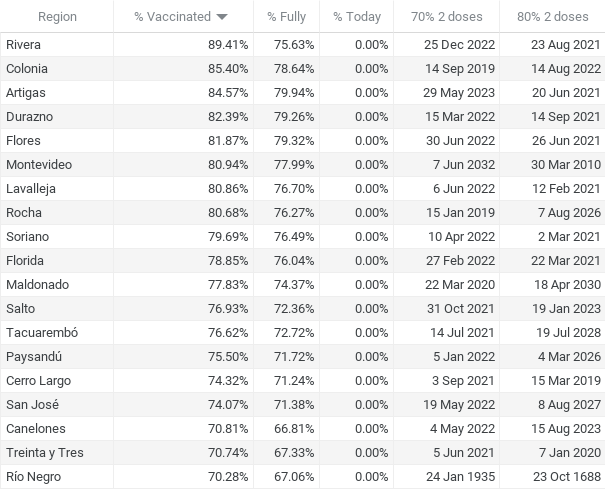 Region % Vaccinated % Fully % Today 70% 2 doses 80% 2 doses
Rivera 89.41% 75.63% 0.00% 25 Dec 2022 23 Aug 2021
Colonia 85.40% 78.64% 0.00% 14 Sep 2019 14 Aug 2022
Artigas 84.57% 79.94% 0.00% 29 May 2023 20 Jun 2021
Durazno 82.39% 79.26% 0.00% 15 Mar 2022 14 Sep 2021
Flores 81.87% 79.32% 0.00% 30 Jun 2022 26 Jun 2021
Montevideo 80.94% 77.99% 0.00% 7 Jun 2032 30 Mar 2010
Lavalleja 80.86% 76.70% 0.00% 6 Jun 2022 12 Feb 2021
Rocha 80.68% 76.27% 0.00% 15 Jan 2019 7 Aug 2026
Soriano 79.69% 76.49% 0.00% 10 Apr 2022 2 Mar 2021
Florida 78.85% 76.04% 0.00% 27 Feb 2022 22 Mar 2021
Maldonado 77.83% 74.37% 0.00% 22 Mar 2020 18 Apr 2030
Salto 76.93% 72.36% 0.00% 31 Oct 2021 19 Jan 2023
Tacuarembó 76.62% 72.72% 0.00% 14 Jul 2021 19 Jul 2028
Paysandú 75.50% 71.72% 0.00% 5 Jan 2022 4 Mar 2026
Cerro Largo 74.32% 71.24% 0.00% 3 Sep 2021 15 Mar 2019
San José 74.07% 71.38% 0.00% 19 May 2022 8 Aug 2027
Canelones 70.81% 66.81% 0.00% 4 May 2022 15 Aug 2023
Treinta y Tres 70.74% 67.33% 0.00% 5 Jun 2021 7 Jan 2020
Río Negro 70.28% 67.06% 0.00% 24 Jan 1935 23 Oct 1688